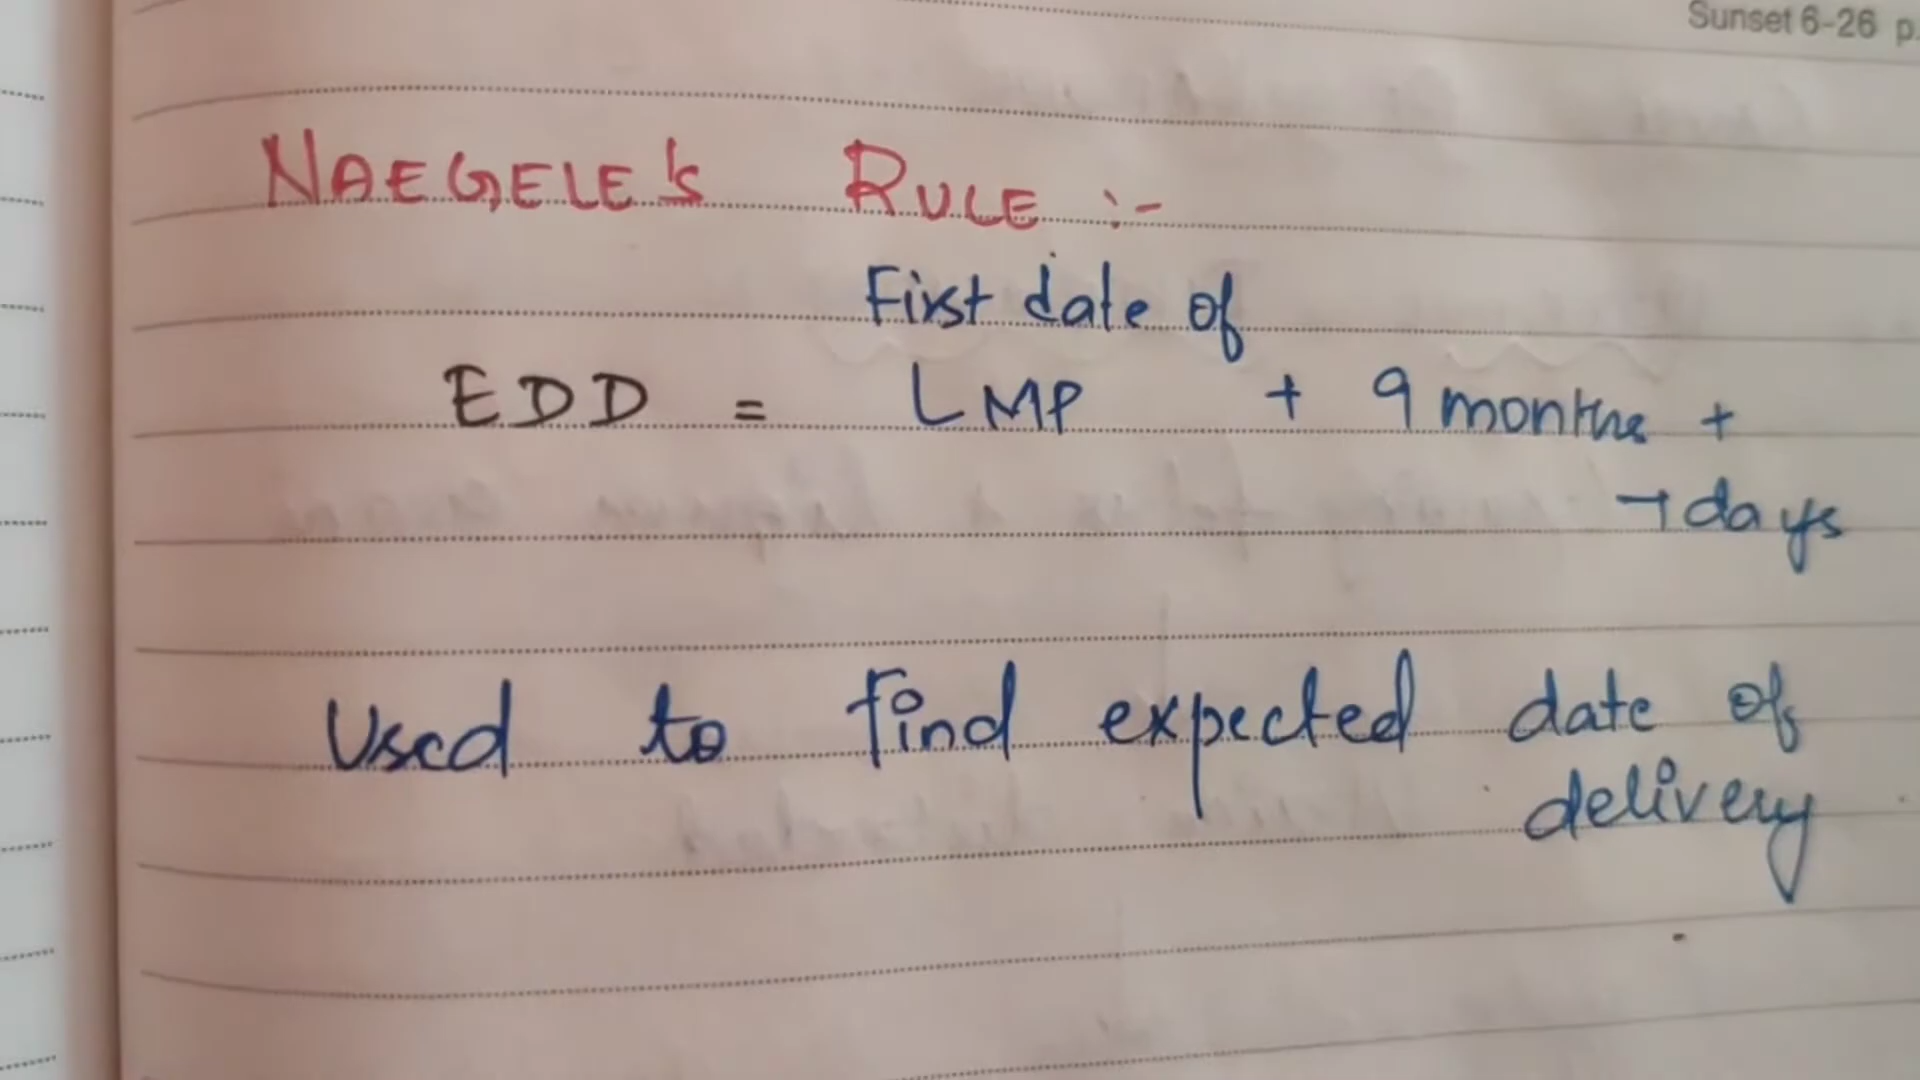 Sunset 6-26 p.
NAEGELE's RULE :-
First date of
EDD = LMP + 9 months +
7 days
Used to find expected date of
delivery